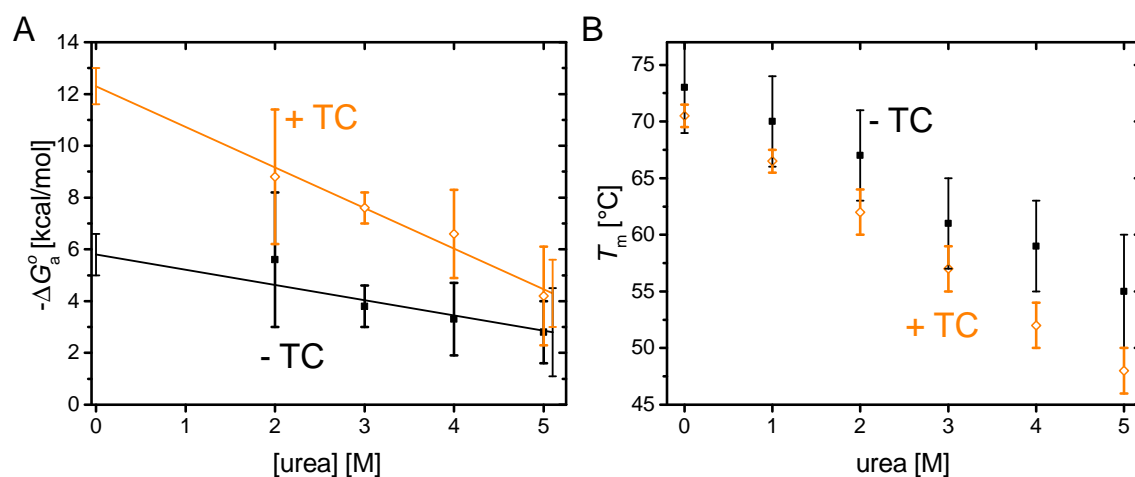 A
14
12
10
8
6
4
2
0
-ΔG°a [kcal/mol]
+ TC
- TC
0 1 2 3 4 5
[urea] [M]
B
75
70
65
60
55
50
45
Tm [°C]
- TC
+ TC
0 1 2 3 4 5
urea [M]